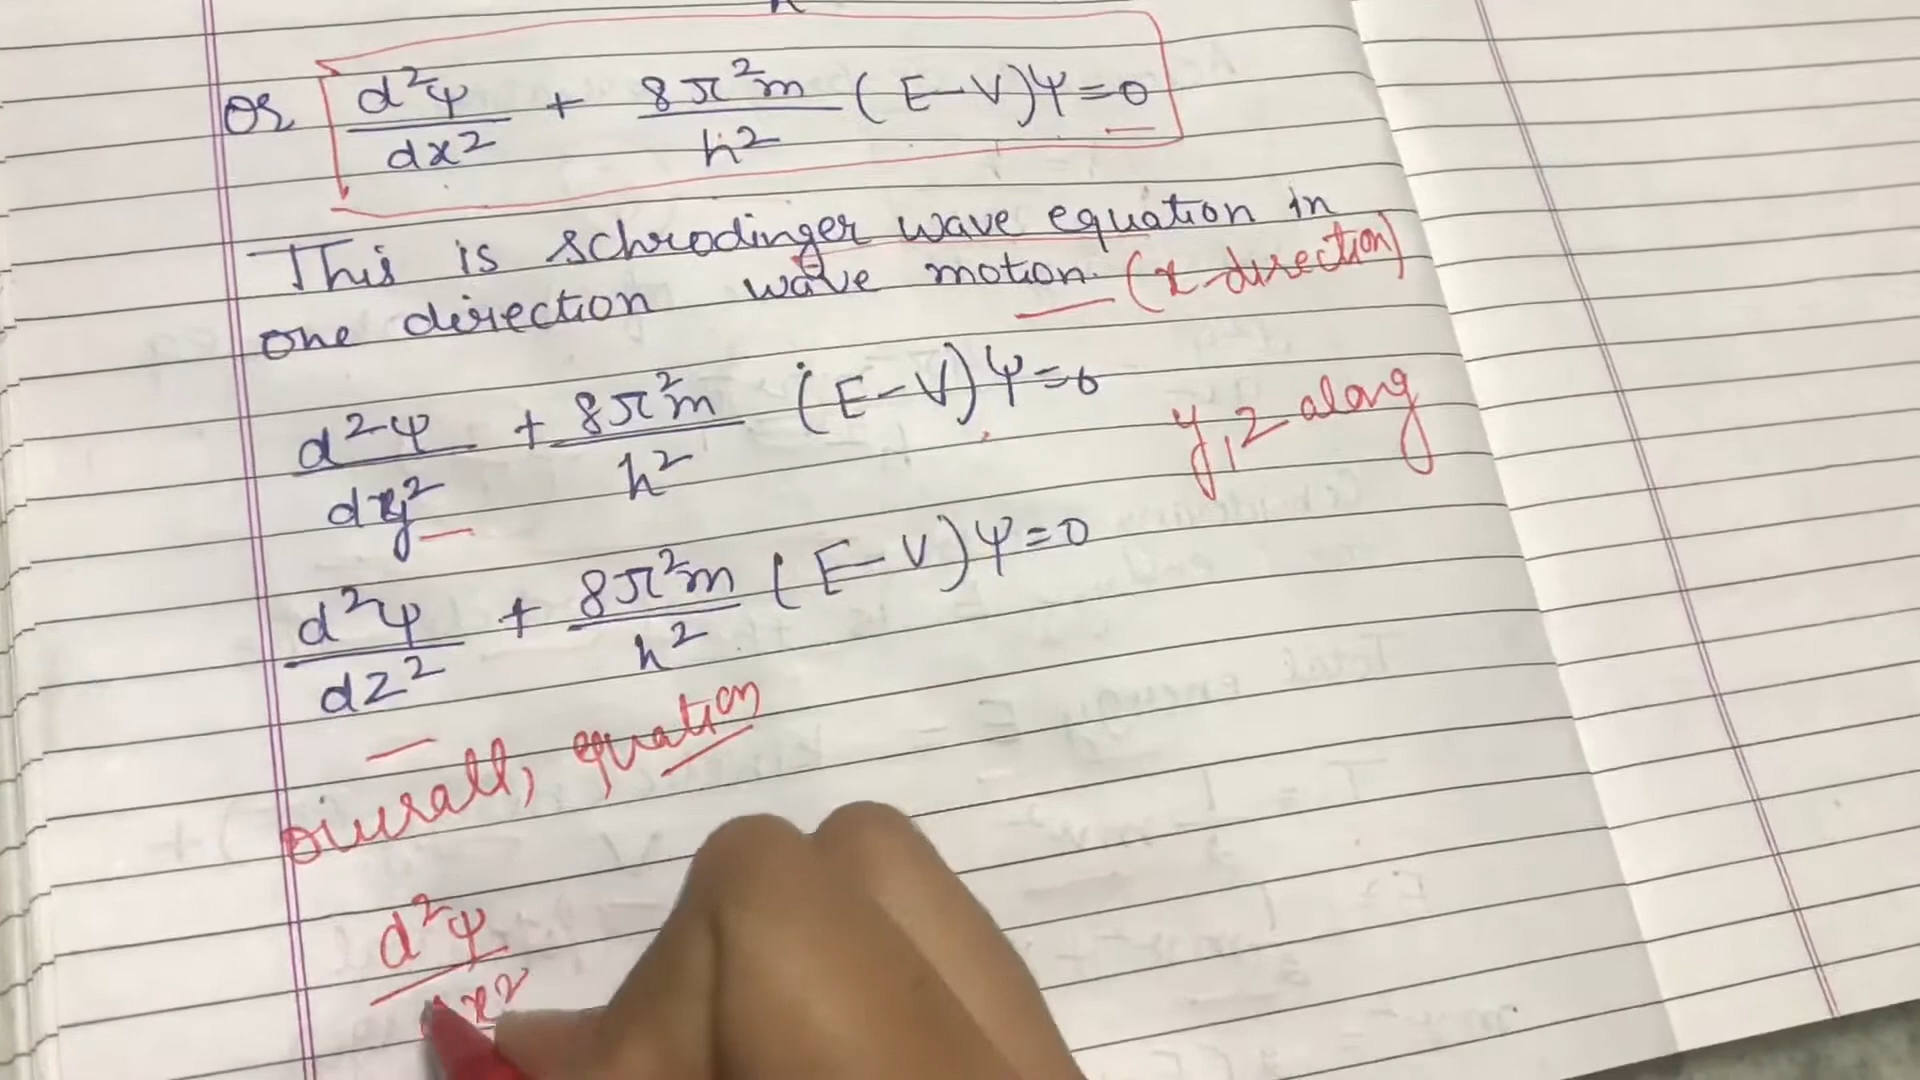 or d²ψ/dx² + 8π²m/h² (E-V)ψ=0
This is schrodinger wave equation in
one direction wave motion. (x-direction)
d²ψ/dy² + 8π²m/h² (E-V)ψ=0
y, z along
d²ψ/dz² + 8π²m/h² (E-V)ψ=0
overall, equation
d²ψ/dx²